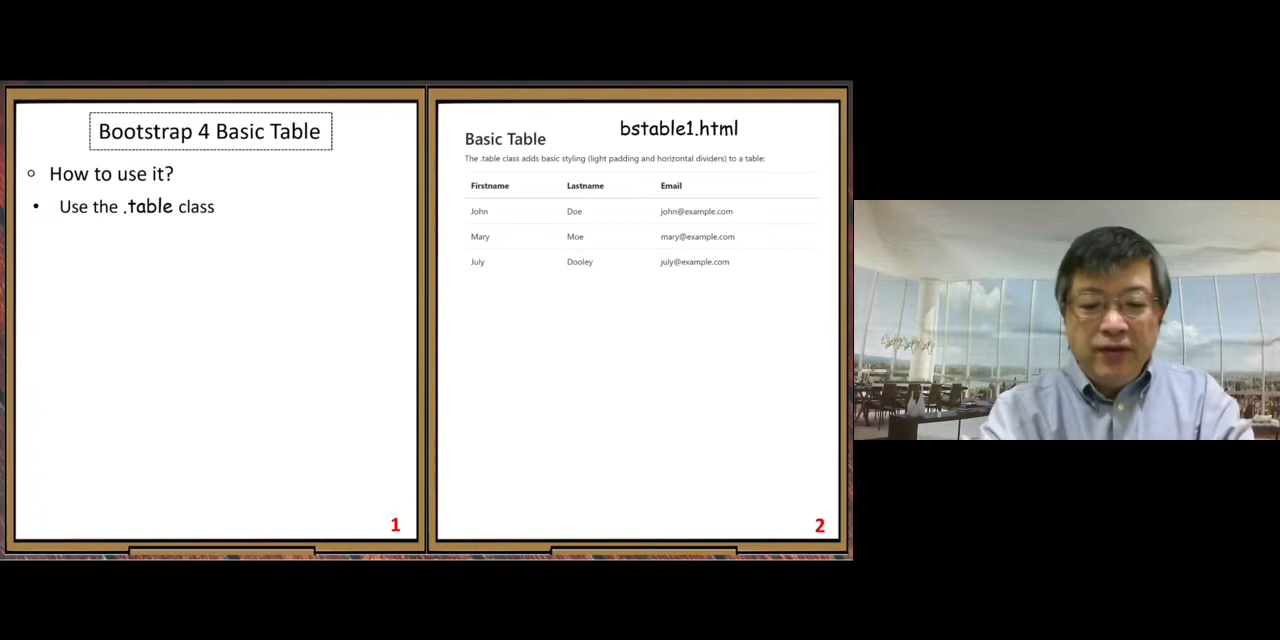 Bootstrap 4 Basic Table
How to use it?
Use the .table class
1
bstable1.html
Basic Table
The .table class adds basic styling (light padding and horizontal dividers) to a table:
Firstname Lastname Email
John Doe john@example.com
Mary Moe mary@example.com
July Dooley july@example.com
2